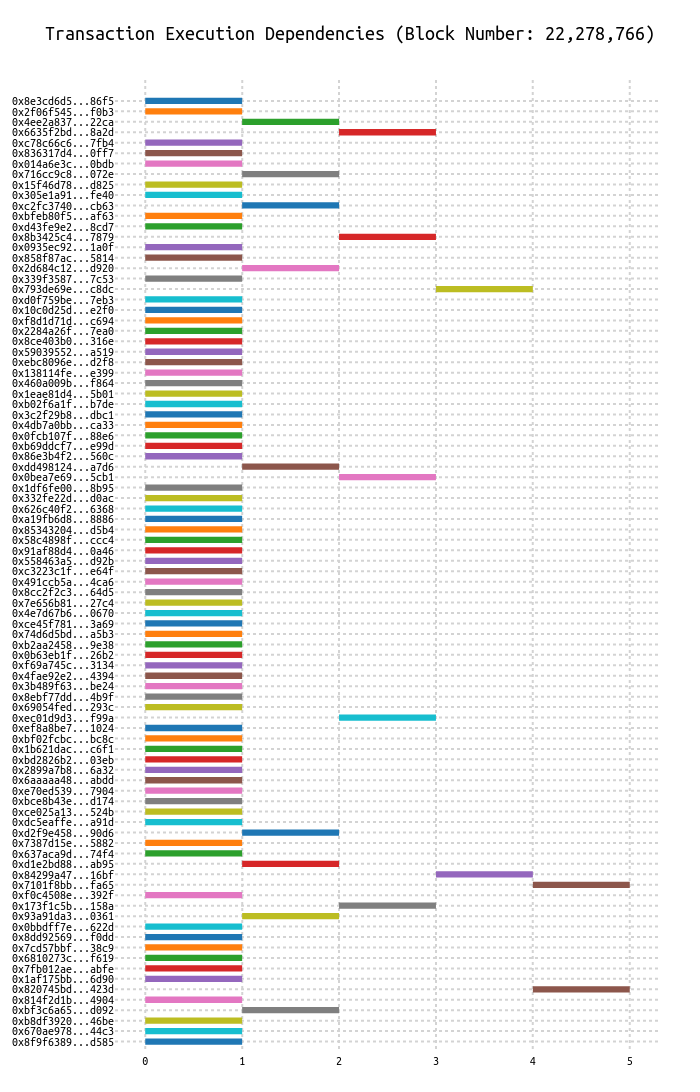 Transaction Execution Dependencies (Block Number: 22,278,766)
0x8e3cd6d5...86f5
0x2f06f545...f0b3
0x4ee2a837...22ca
0x6635f2bd...8a2d
0xc78c66c6...7fb4
0x836317d4...0ff7
0x014a6e3c...0bdb
0x716cc9c8...072e
0x15f46d78...d825
0x305e1a91...fe40
0xc2fc3740...cb63
0xbfeb80f5...af63
0xd43fe9e2...8cd7
0x8b3425c4...7879
0x0935ec92...1a0f
0x858f87ac...5814
0x2d684c12...d920
0x339f3587...7c53
0x793de69e...c8dc
0xd0f759be...7eb3
0x10c0d25d...e2f0
0xf8d1d71d...c694
0x2284a26f...7ea0
0x8ce403b0...316e
0x59039552...a519
0xebc8096e...d2f8
0x138114fe...e399
0x460a009b...f864
0x1eae81d4...5b01
0xb02f6a1f...b7de
0x3c2f29b8...dbc1
0x4db7a0bb...ca33
0x0fcb107f...88e6
0xb69ddcf7...e99d
0x86e3b4f2...560c
0xdd498124...a7d6
0x0bea7e69...5cb1
0x1df6fe00...8b95
0x332fe22d...d0ac
0x626c40f2...6368
0xa19fb6d8...8886
0x85343204...d5b4
0x58c4898f...ccc4
0x91af88d4...0a46
0x558463a5...d92b
0xc3223c1f...e64f
0x491ccb5a...4ca6
0x8cc2f2c3...64d5
0x7e656b81...27c4
0x4e7d67b6...0670
0xce45f781...3a69
0x74d6d5bd...a5b3
0xb2aa2458...9e38
0x0b63eb1f...26b2
0xf69a745c...3134
0x4fae92e2...4394
0x3b489f63...be24
0x8ebf77dd...4b9f
0x69054fed...293c
0xec01d9d3...f99a
0xef8a8be7...1024
0xbf02fcbc...bc8c
0x1b621dac...c6f1
0xbd2826b2...03eb
0x2899a7b8...6a32
0x6aaaaa48...abdd
0xe70ed539...7904
0xbce8b43e...d174
0xce025a13...524b
0xdc5eaffe...a91d
0xd2f9e458...90d6
0x7387d15e...5882
0x637aca9d...74f4
0xd1e2bd88...ab95
0x84299a47...16bf
0x7101f8bb...fa65
0xf0c4508e...392f
0x173f1c5b...158a
0x93a91da3...0361
0x0bbdff7e...622d
0x8dd92569...f0dd
0x7cd57bbf...38c9
0x6810273c...f619
0x7fb012ae...abfe
0x1af175bb...6d90
0x820745bd...423d
0x814f2d1b...4904
0xbf3c6a65...d092
0xb8df3920...46be
0x670ae978...44c3
0x8f9f6389...d585
0 1 2 3 4 5